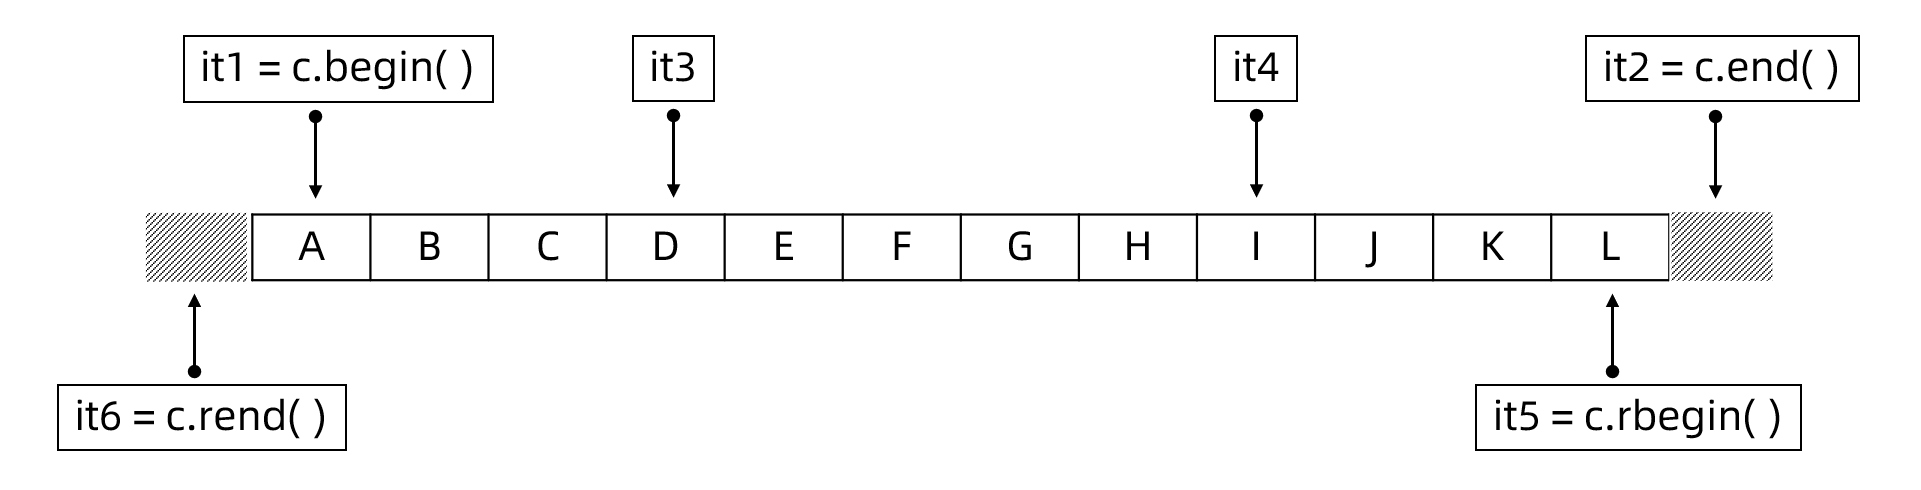 it1 = c.begin( )
it3
it4
it2 = c.end( )
A B C D E F G H I J K L
it6 = c.rend( )
it5 = c.rbegin( )